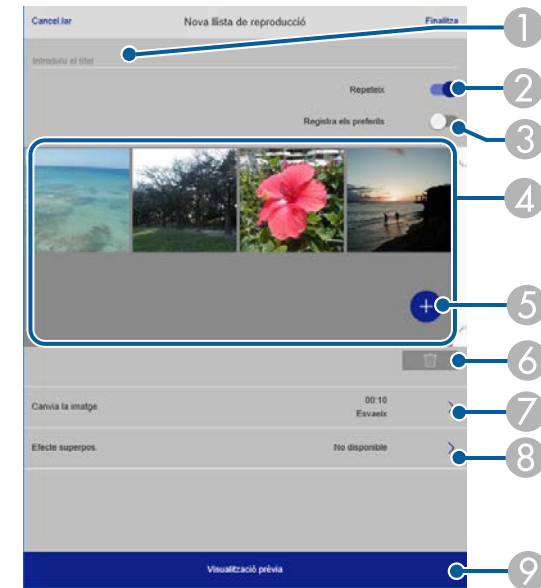 Cancel.lar Nova llista de reproducció Finalitza
Introduïu el títol
Repeteix
Registra els preferits
Canvia la imatge 00:10
Esvaeix
Efecte superpos. No disponible
Visualització prèvia
1
2
3
4
5
6
7
8
9